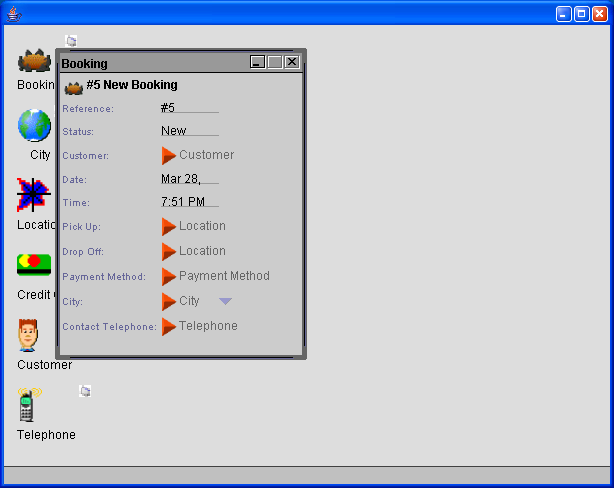 Booking
#5 New Booking
Reference: #5
Status: New
Customer: Customer
Date: Mar 28,
Time: 7:51 PM
Pick Up: Location
Drop Off: Location
Payment Method: Payment Method
City: City
Contact Telephone: Telephone
Bookin
City
Locatio
Credit
Customer
Telephone